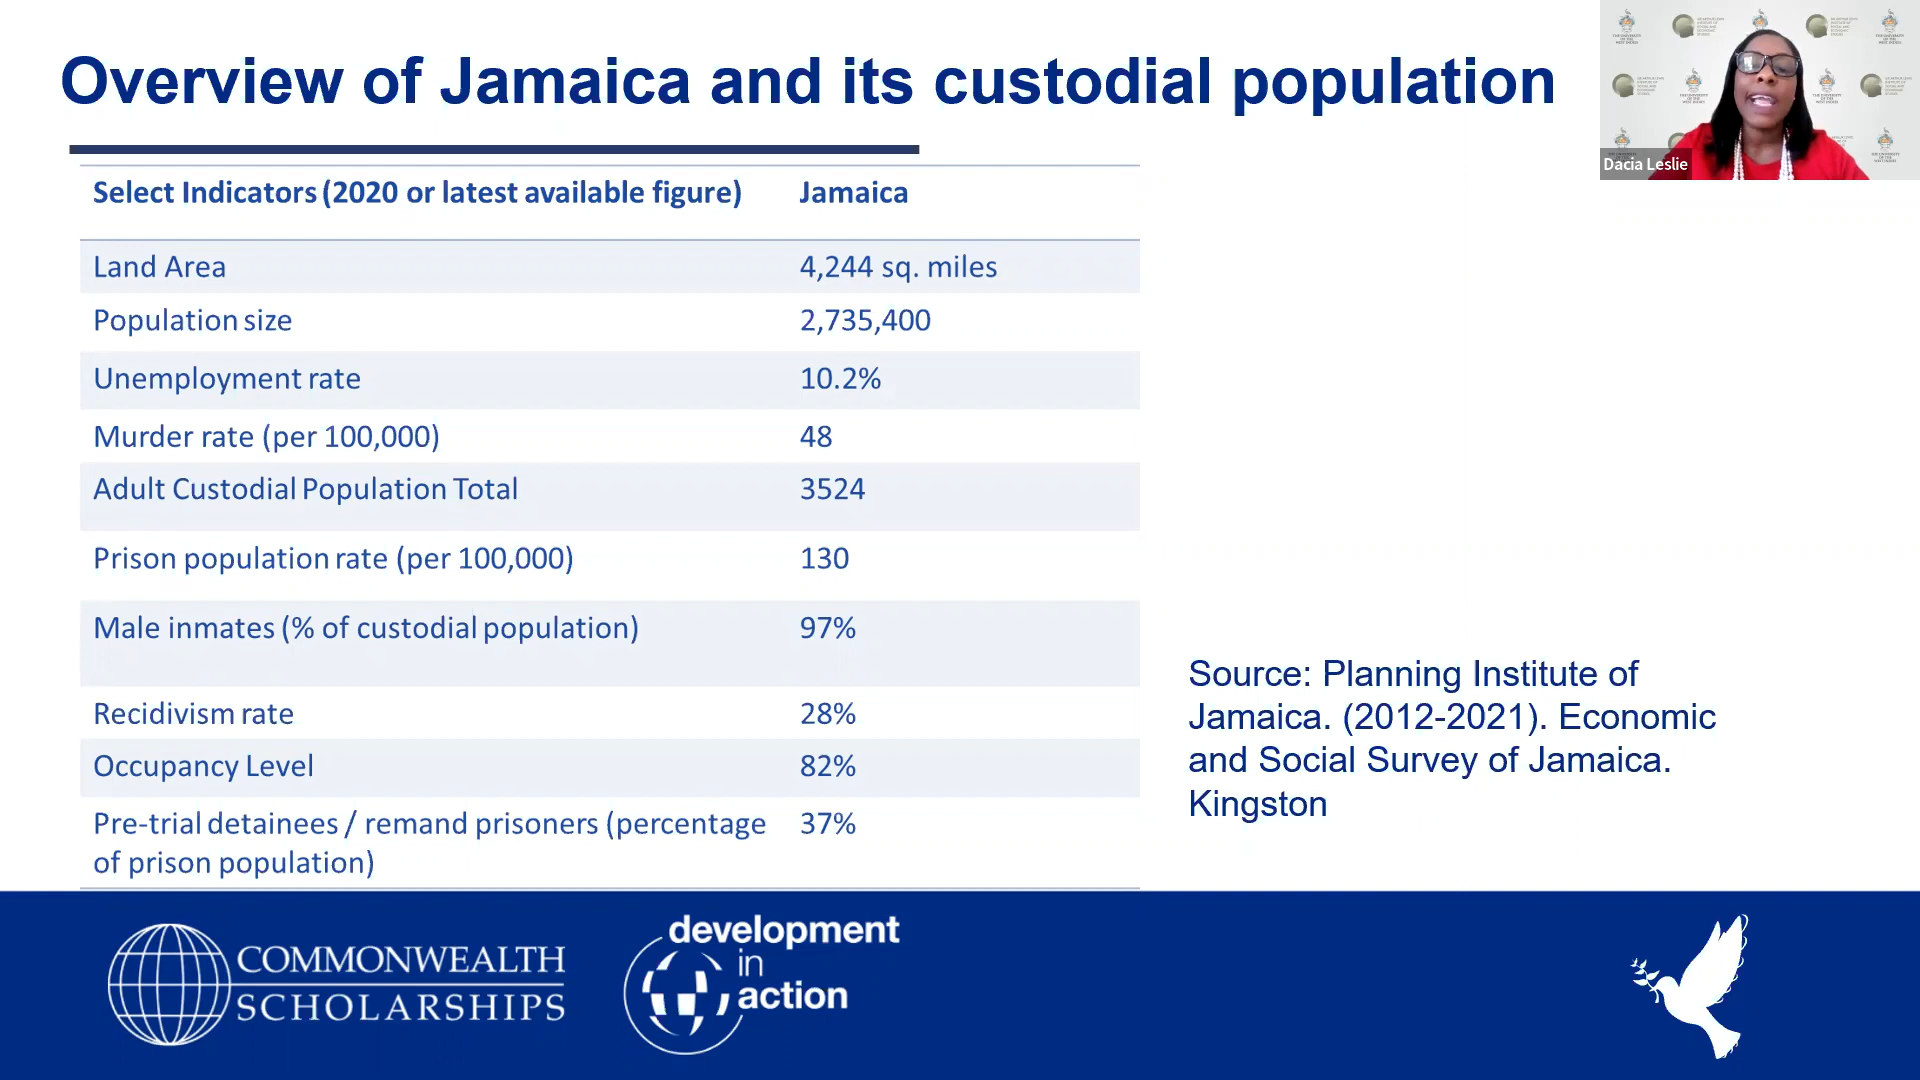 Overview of Jamaica and its custodial population
Select Indicators (2020 or latest available figure) Jamaica
Land Area 4,244 sq. miles
Population size 2,735,400
Unemployment rate 10.2%
Murder rate (per 100,000) 48
Adult Custodial Population Total 3524
Prison population rate (per 100,000) 130
Male inmates (% of custodial population) 97%
Recidivism rate 28%
Occupancy Level 82%
Pre-trial detainees / remand prisoners (percentage 37%
of prison population)
Source: Planning Institute of
Jamaica. (2012-2021). Economic
and Social Survey of Jamaica.
Kingston
Dacia Leslie
COMMONWEALTH
SCHOLARSHIPS
development
in
action